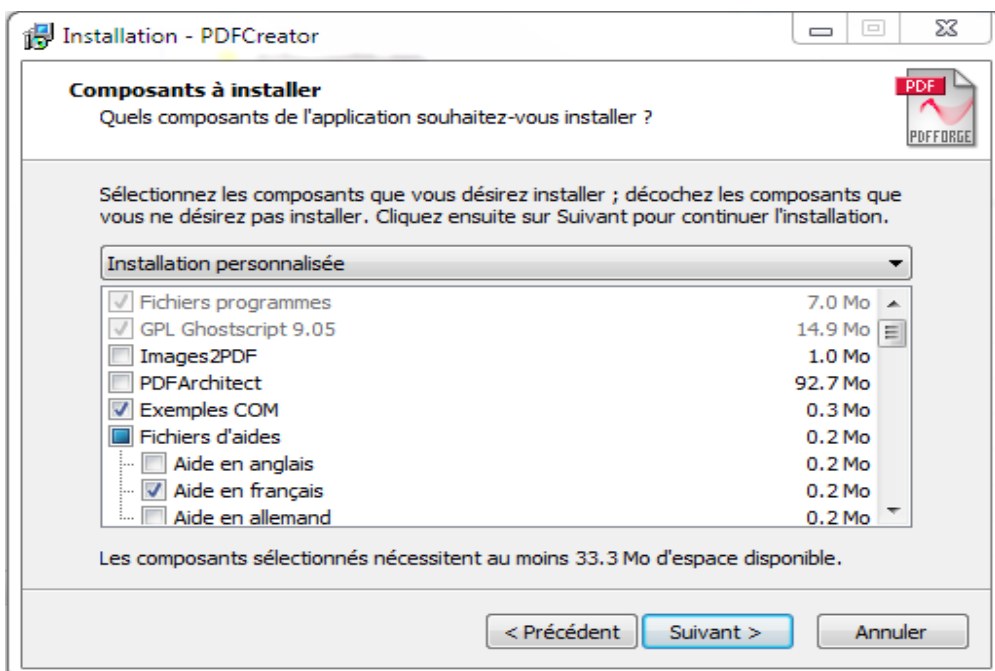 Installation - PDFCreator
Composants à installer
Quels composants de l'application souhaitez-vous installer ?
PDF
PDFFORGE
Sélectionnez les composants que vous désirez installer ; décochez les composants que
vous ne désirez pas installer. Cliquez ensuite sur Suivant pour continuer l'installation.
Installation personnalisée
Fichiers programmes 7.0 Mo
GPL Ghostscript 9.05 14.9 Mo
Images2PDF 1.0 Mo
PDFArchitect 92.7 Mo
Exemples COM 0.3 Mo
Fichiers d'aides 0.2 Mo
Aide en anglais 0.2 Mo
Aide en français 0.2 Mo
Aide en allemand 0.2 Mo
Les composants sélectionnés nécessitent au moins 33.3 Mo d'espace disponible.
< Précédent Suivant > Annuler